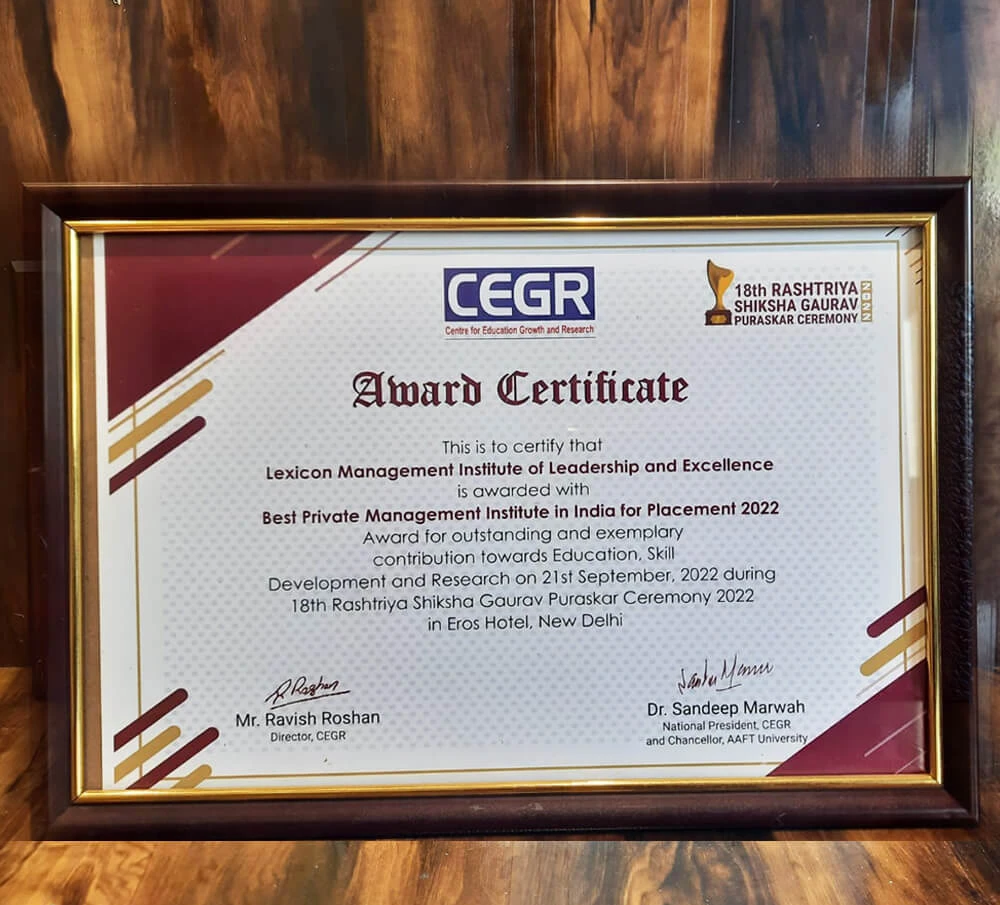 CEGR
Centre for Education Growth and Research
18th RASHTRIYA
SHIKSHA GAURAV
PURASKAR CEREMONY
2022
Award Certificate
This is to certify that
Lexicon Management Institute of Leadership and Excellence
is awarded with
Best Private Management Institute in India for Placement 2022
Award for outstanding and exemplary
contribution towards Education, Skill
Development and Research on 21st September, 2022 during
18th Rashtriya Shiksha Gaurav Puraskar Ceremony 2022
in Eros Hotel, New Delhi
R Roshan
Mr. Ravish Roshan
Director, CEGR
Dr. Sandeep Marwah
National President, CEGR
and Chancellor, AAFT University